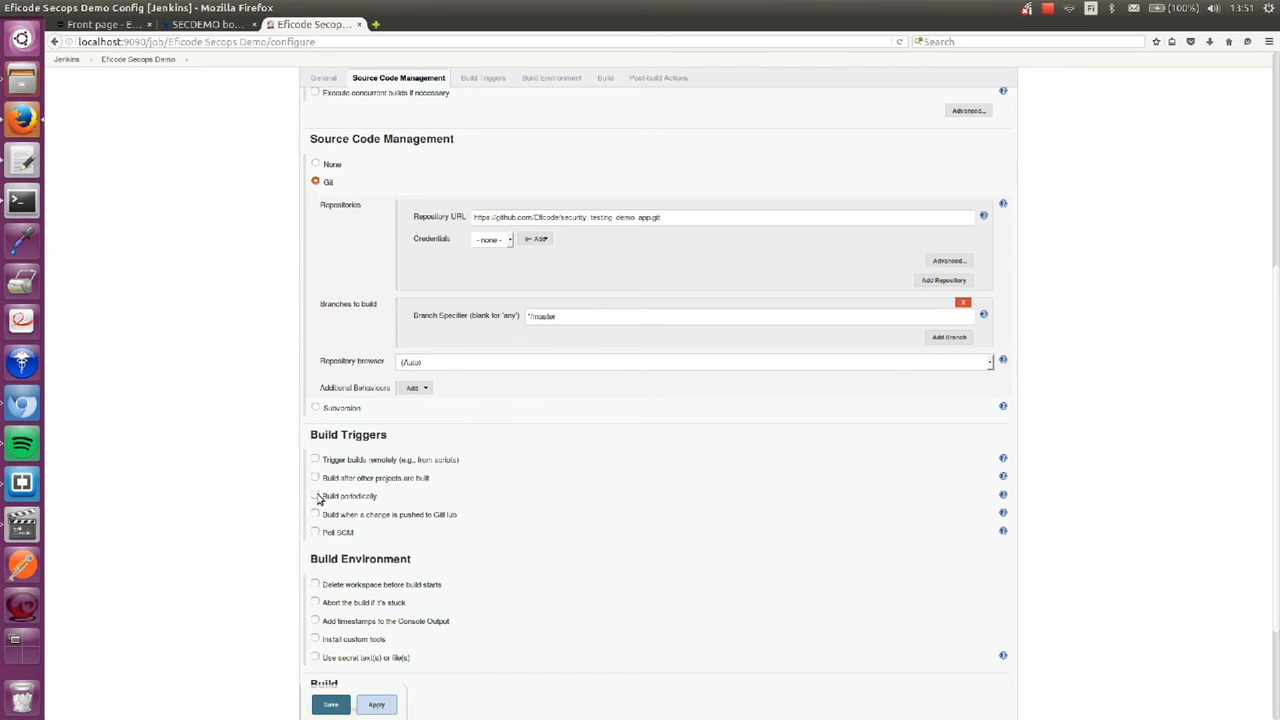 Eficode Secops Demo Config [Jenkins] - Mozilla Firefox
100%
Front page - E... × SECDEMO bo... × Eficode Secop... ×
localhost:9090/job/Eficode Secops Demo/configure
Search
Jenkins › Eficode Secops Demo ›
General Source Code Management Build Triggers Build Environment Build Post-build Actions
Execute concurrent builds if necessary
Advanced...
Source Code Management
None
Git
Repositories
Repository URL https://github.com/Eficode/security_testing_demo_app.git
Credentials - none - Add
Advanced...
Add Repository
Branches to build
X
Branch Specifier (blank for 'any') */master
Add Branch
Repository browser (Auto)
Additional Behaviours Add
Subversion
Build Triggers
Trigger builds remotely (e.g., from scripts)
Build after other projects are built
Build periodically
Build when a change is pushed to GitHub
Poll SCM
Build Environment
Delete workspace before build starts
Abort the build if it's stuck
Add timestamps to the Console Output
Install custom tools
Use secret text(s) or file(s)
Build
Save Apply